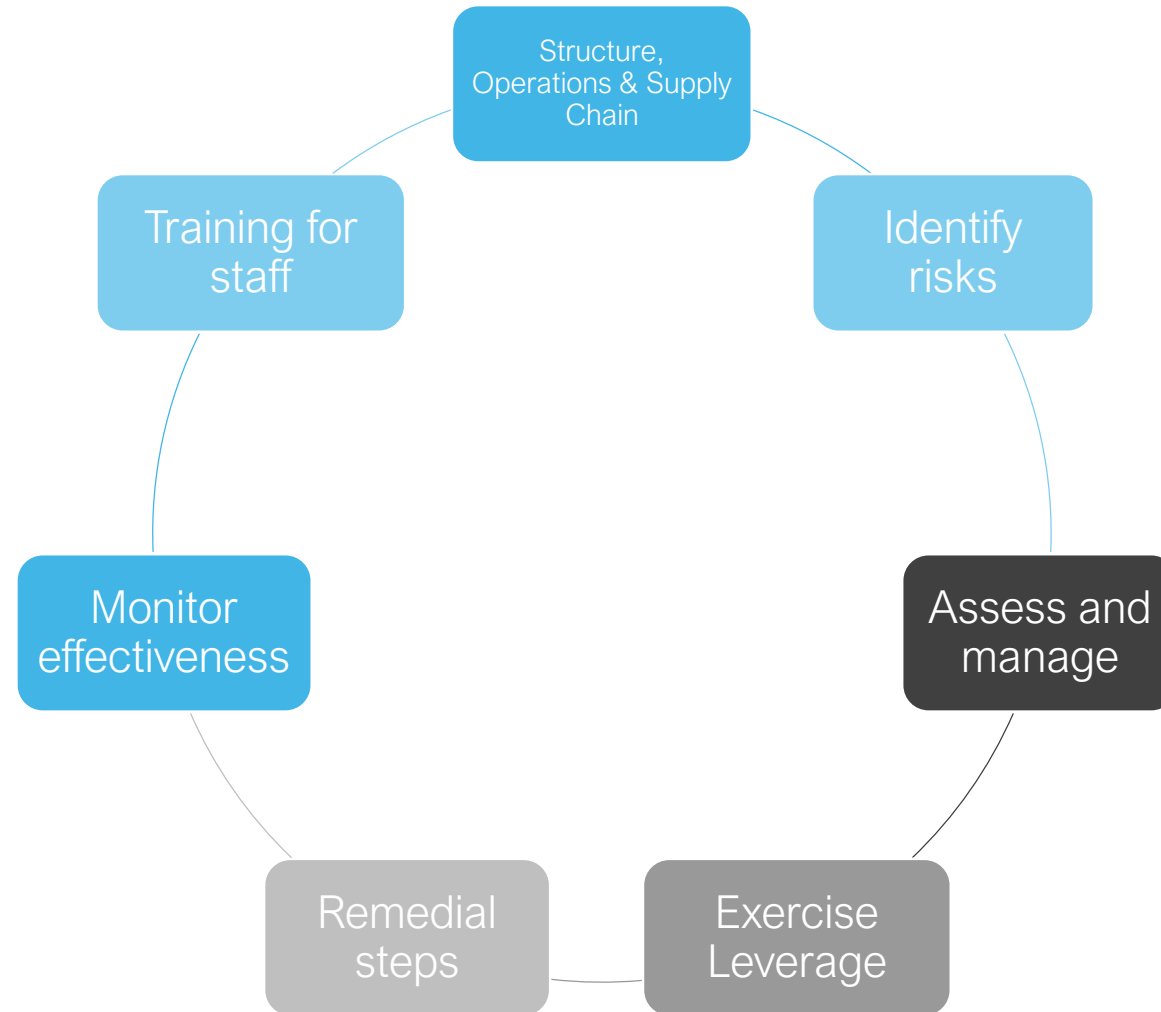 Structure,
Operations & Supply
Chain
Identify
risks
Assess and
manage
Exercise
Leverage
Remedial
steps
Monitor
effectiveness
Training for
staff